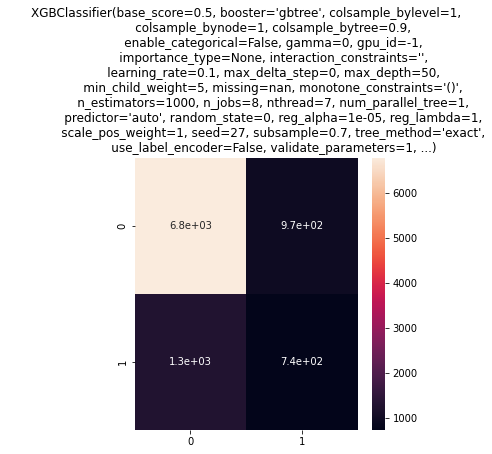 XGBClassifier(base_score=0.5, booster='gbtree', colsample_bylevel=1,
colsample_bynode=1, colsample_bytree=0.9,
enable_categorical=False, gamma=0, gpu_id=-1,
importance_type=None, interaction_constraints='',
learning_rate=0.1, max_delta_step=0, max_depth=50,
min_child_weight=5, missing=nan, monotone_constraints='()',
n_estimators=1000, n_jobs=8, nthread=7, num_parallel_tree=1,
predictor='auto', random_state=0, reg_alpha=1e-05, reg_lambda=1,
scale_pos_weight=1, seed=27, subsample=0.7, tree_method='exact',
use_label_encoder=False, validate_parameters=1, ...)
0
6.8e+03
9.7e+02
1
1.3e+03
7.4e+02
0
1
6000
5000
4000
3000
2000
1000